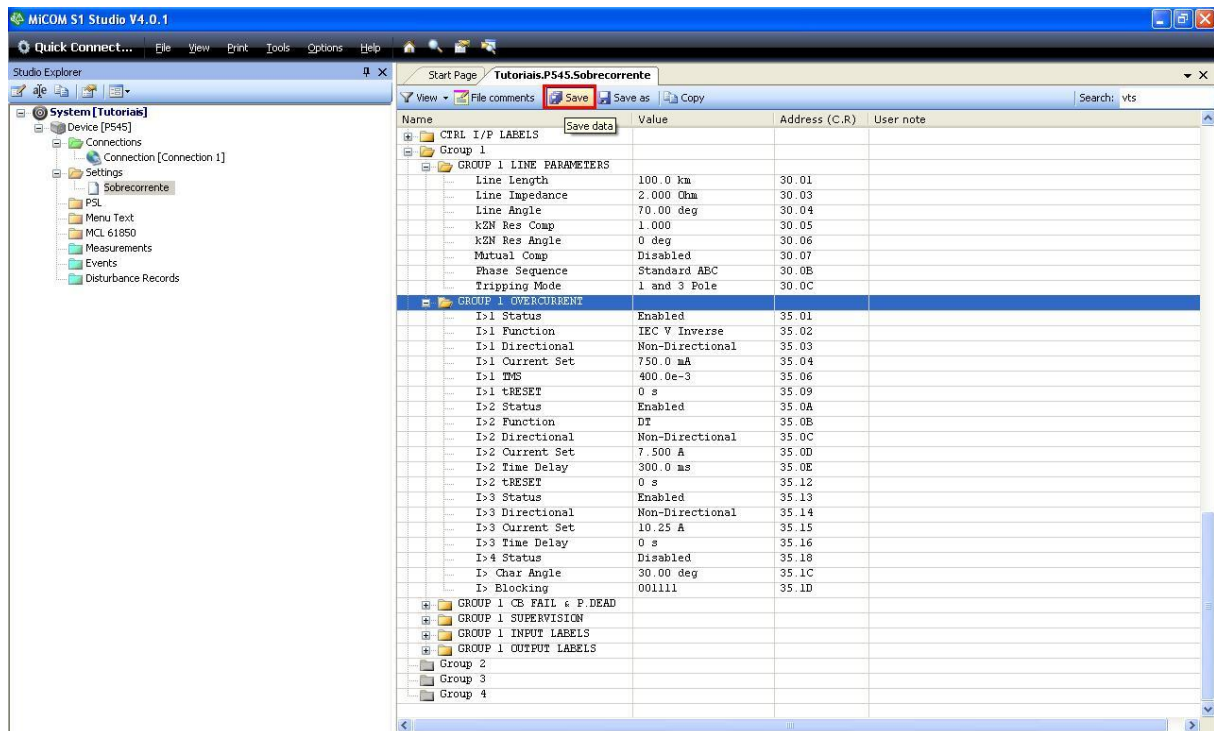 MiCOM S1 Studio V4.0.1
Quick Connect... File View Print Tools Options Help
Studio Explorer
System [Tutoriais]
Device [P545]
Connections
Connection [Connection 1]
Settings
Sobrecorrente
PSL
Menu Text
MCL 61850
Measurements
Events
Disturbance Records
Start Page Tutoriais.P545.Sobrecorrente
View File comments Save Save as Copy Search: vts
Name Value Address (C.R) User note
Save data
CTRL I/P LABELS
Group 1
GROUP 1 LINE PARAMETERS
Line Length 100.0 km 30.01
Line Impedance 2.000 Ohm 30.03
Line Angle 70.00 deg 30.04
kZN Res Comp 1.000 30.05
kZN Res Angle 0 deg 30.06
Mutual Comp Disabled 30.07
Phase Sequence Standard ABC 30.0B
Tripping Mode 1 and 3 Pole 30.0C
GROUP 1 OVERCURRENT
I>1 Status Enabled 35.01
I>1 Function IEC V Inverse 35.02
I>1 Directional Non-Directional 35.03
I>1 Current Set 750.0 mA 35.04
I>1 TMS 400.0e-3 35.06
I>1 tRESET 0 s 35.09
I>2 Status Enabled 35.0A
I>2 Function DT 35.0B
I>2 Directional Non-Directional 35.0C
I>2 Current Set 7.500 A 35.0D
I>2 Time Delay 300.0 ms 35.0E
I>2 tRESET 0 s 35.12
I>3 Status Enabled 35.13
I>3 Directional Non-Directional 35.14
I>3 Current Set 10.25 A 35.15
I>3 Time Delay 0 s 35.16
I>4 Status Disabled 35.18
I> Char Angle 30.00 deg 35.1C
I> Blocking 001111 35.1D
GROUP 1 CB FAIL & P.DEAD
GROUP 1 SUPERVISION
GROUP 1 INPUT LABELS
GROUP 1 OUTPUT LABELS
Group 2
Group 3
Group 4